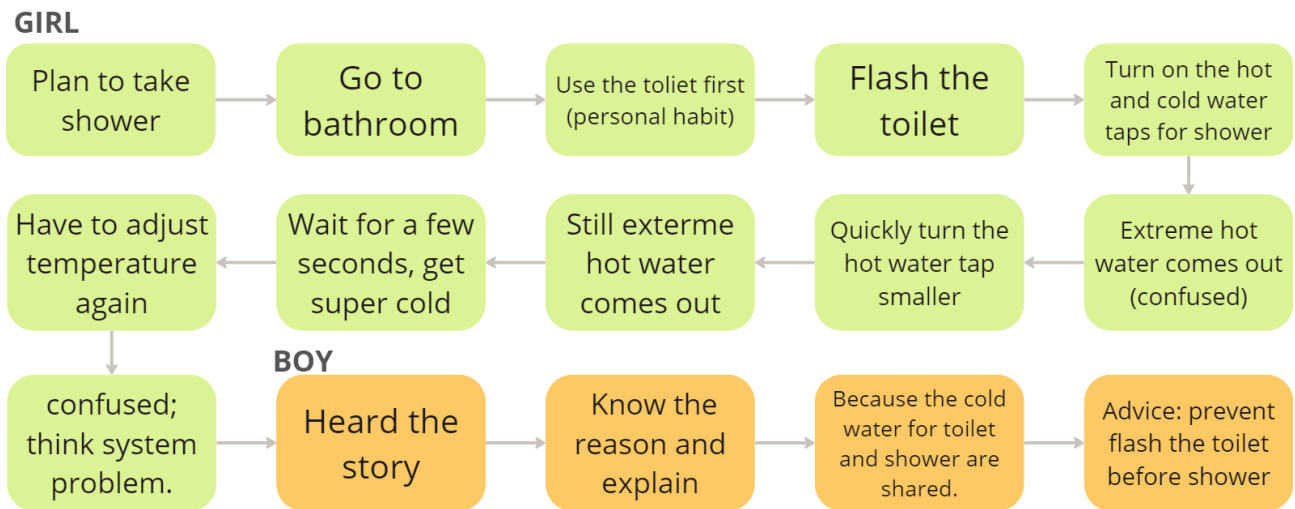 GIRL
Plan to take
shower
Go to
bathroom
Use the toliet first
(personal habit)
Flash the
toilet
Turn on the hot
and cold water
taps for shower
Extreme hot
water comes out
(confused)
Quickly turn the
hot water tap
smaller
Still exterme
hot water
comes out
Wait for a few
seconds, get
super cold
Have to adjust
temperature
again
confused;
think system
problem.
BOY
Heard the
story
Know the
reason and
explain
Because the cold
water for toilet
and shower are
shared.
Advice: prevent
flash the toilet
before shower